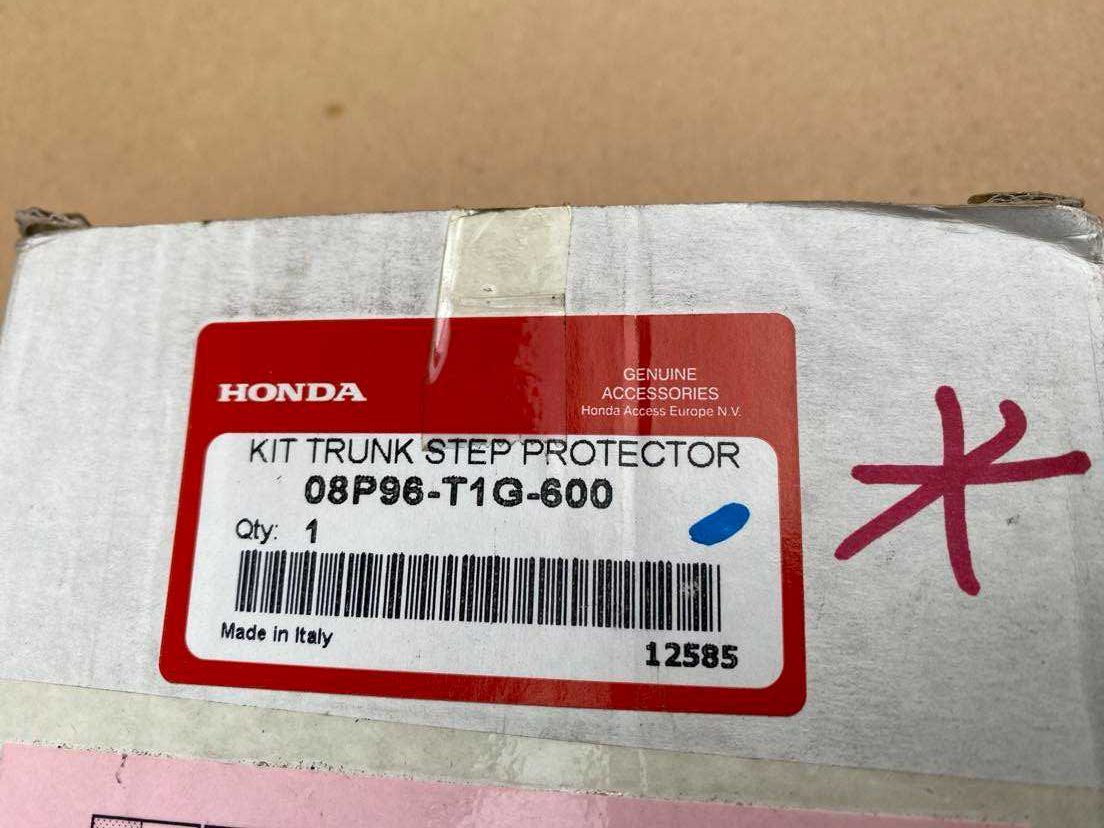 HONDA
GENUINE
ACCESSORIES
Honda Access Europe N.V.
KIT TRUNK STEP PROTECTOR
08P96-T1G-600
Qty: 1
Made in Italy
12585